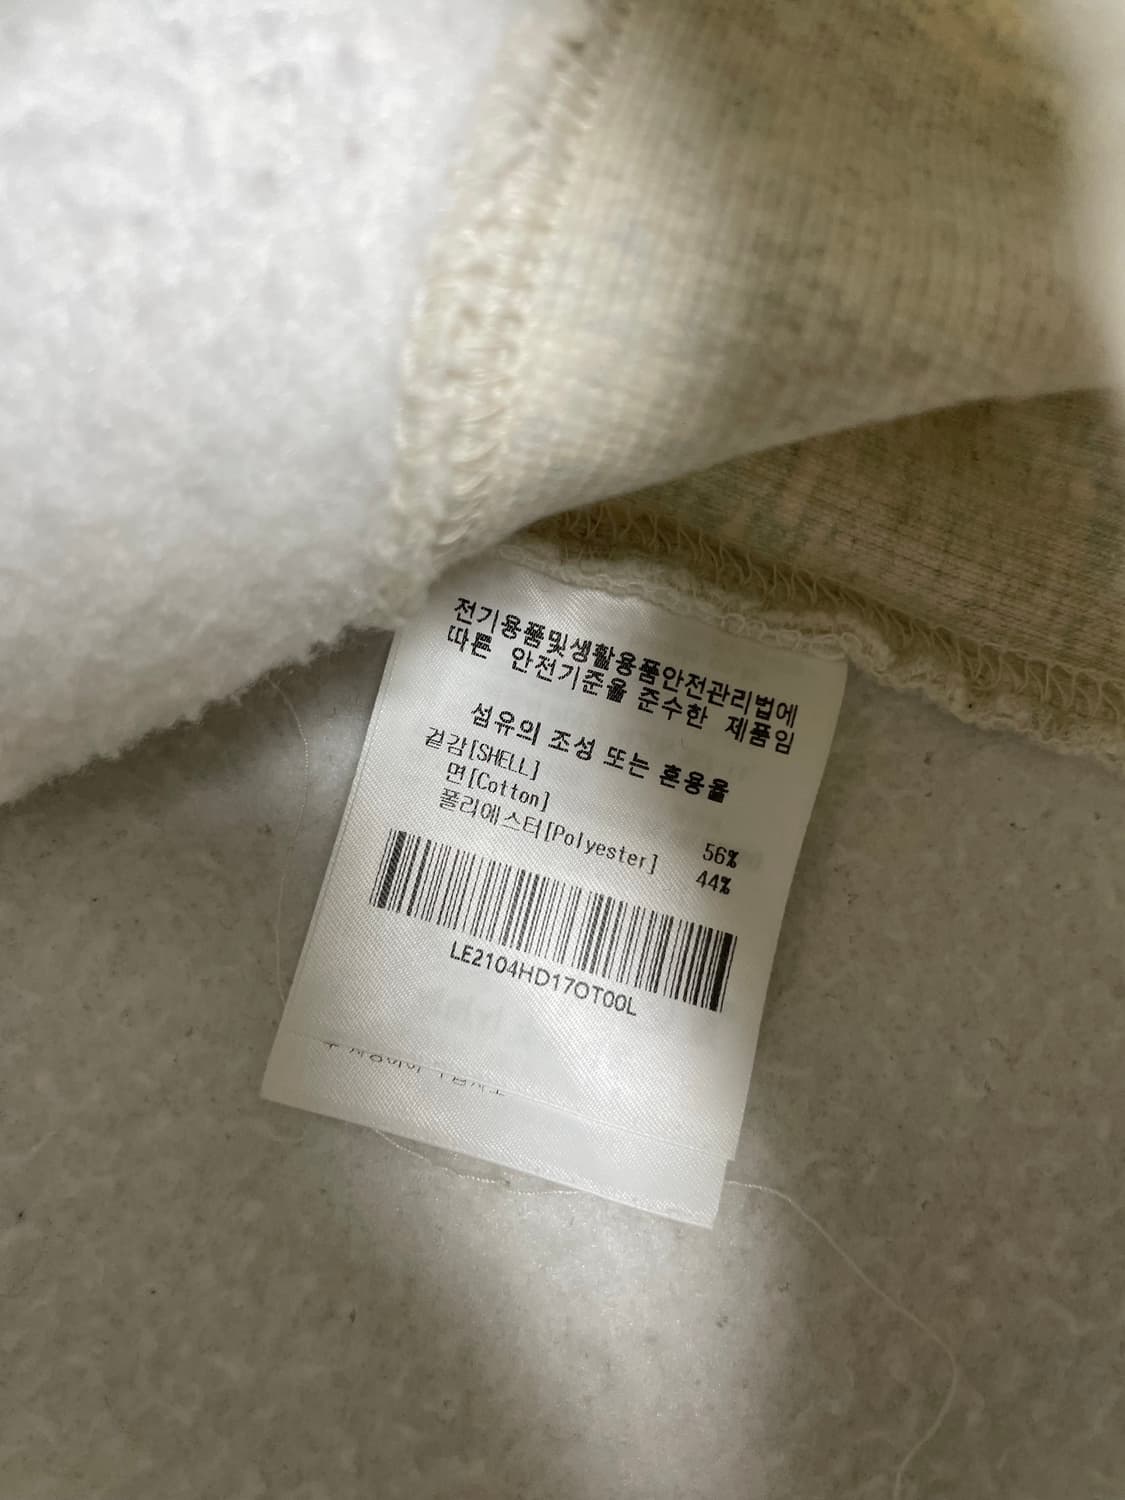 전기용품및생활용품안전관리법에
따른 안전기준을 준수한 제품임
섬유의 조성 또는 혼용율
겉감[SHELL]
면[Cotton] 56%
폴리에스터[Polyester] 44%
LE2104HD17OT00L